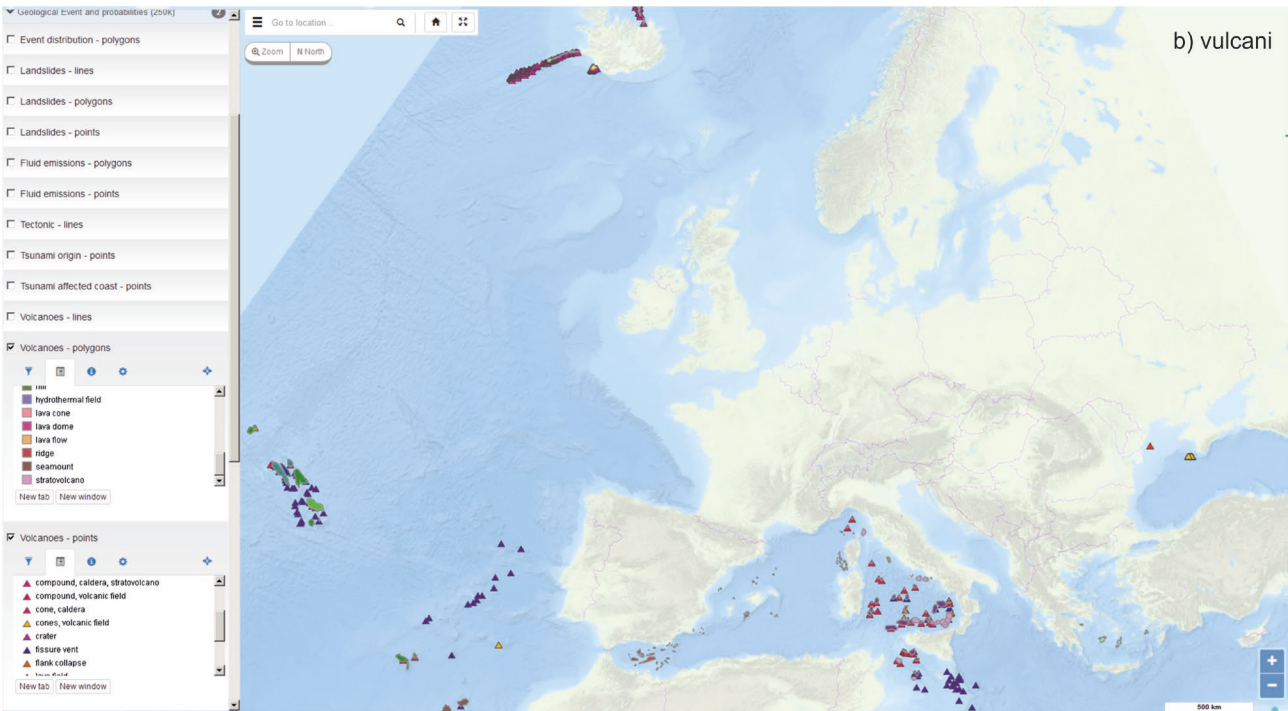 Geological Event and probabilities (250k)
Event distribution - polygons
Landslides - lines
Landslides - polygons
Landslides - points
Fluid emissions - polygons
Fluid emissions - points
Tectonic - lines
Tsunami origin - points
Tsunami affected coast - points
Volcanoes - lines
Volcanoes - polygons
hill
hydrothermal field
lava cone
lava dome
lava flow
ridge
seamount
stratovolcano
New tab New window
Volcanoes - points
compound, caldera, stratovolcano
compound, volcanic field
cone, caldera
cones, volcanic field
crater
fissure vent
flank collapse
New tab New window
Go to location...
Zoom N North
b) vulcani
+
−
500 km